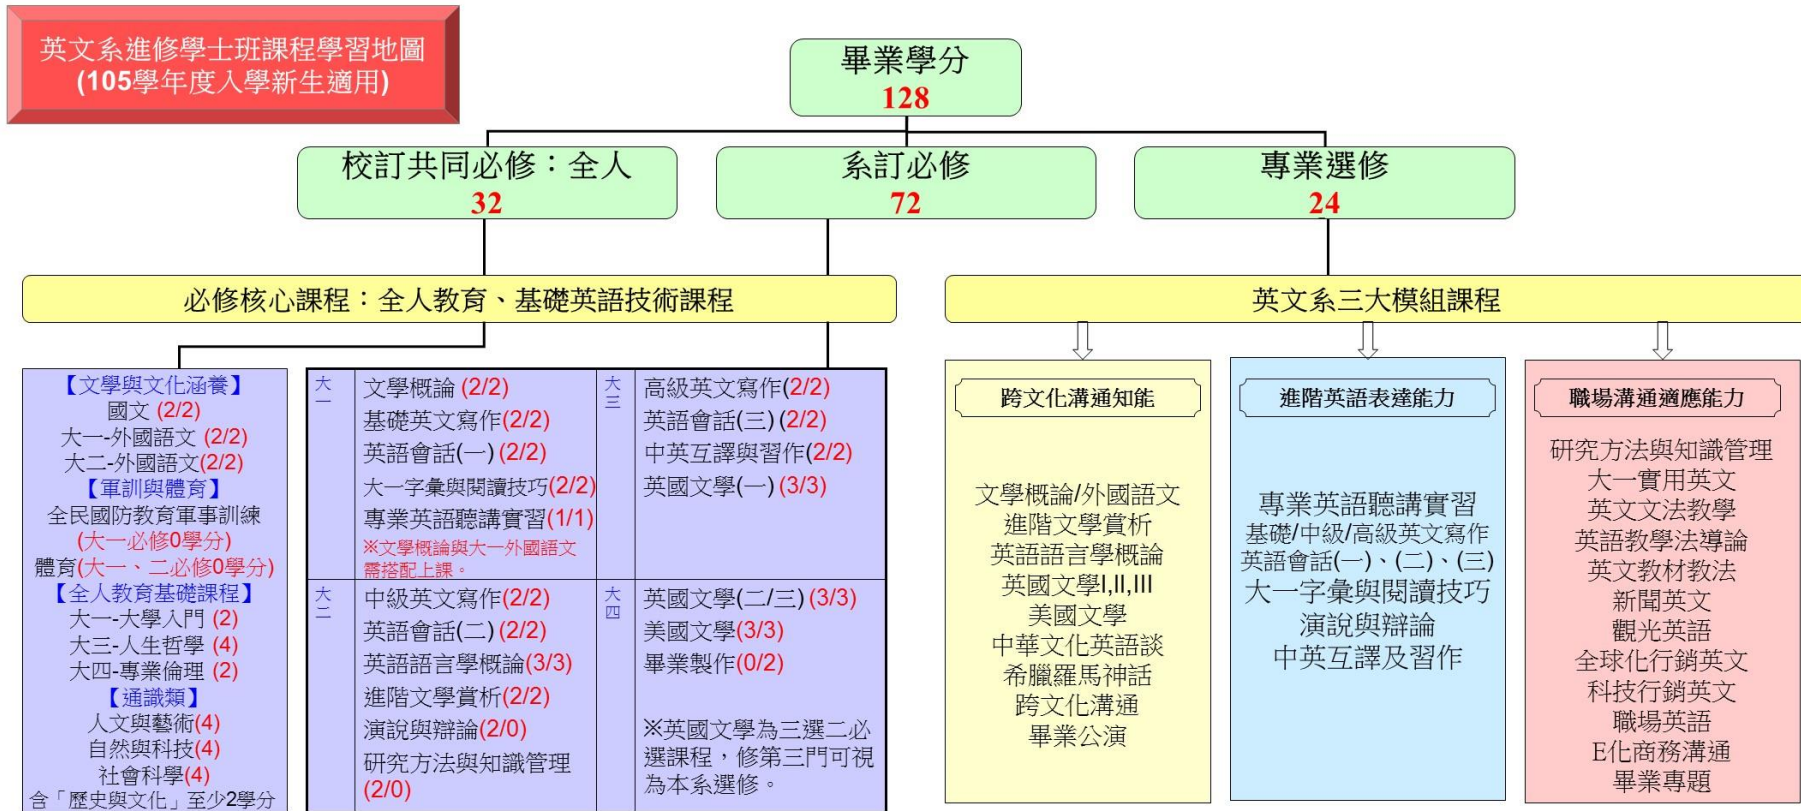 英文系進修學士班課程學習地圖
(105學年度入學新生適用)
畢業學分
128
校訂共同必修：全人
32
系訂必修
72
專業選修
24
必修核心課程：全人教育、基礎英語技術課程
英文系三大模組課程
【文學與文化涵養】
國文 (2/2)
大一-外國語文 (2/2)
大二-外國語文(2/2)
【軍訓與體育】
全民國防教育軍事訓練
(大一必修0學分)
體育(大一、二必修0學分)
【全人教育基礎課程】
大一-大學入門 (2)
大三-人生哲學 (4)
大四-專業倫理 (2)
【通識類】
人文與藝術(4)
自然與科技(4)
社會科學(4)
含「歷史與文化」至少2學分
大一
文學概論 (2/2)
基礎英文寫作(2/2)
英語會話(一) (2/2)
大一字彙與閱讀技巧(2/2)
專業英語聽講實習(1/1)
※文學概論與大一外國語文
需搭配上課。
大三
高級英文寫作(2/2)
英語會話(三) (2/2)
中英互譯與習作(2/2)
英國文學(一) (3/3)
大二
中級英文寫作(2/2)
英語會話(二) (2/2)
英語語言學概論(3/3)
進階文學賞析(2/2)
演說與辯論(2/0)
研究方法與知識管理
(2/0)
大四
英國文學(二/三) (3/3)
美國文學(3/3)
畢業製作(0/2)
※英國文學為三選二必
選課程，修第三門可視
為本系選修。
跨文化溝通知能
文學概論/外國語文
進階文學賞析
英語語言學概論
英國文學I,II,III
美國文學
中華文化英語談
希臘羅馬神話
跨文化溝通
畢業公演
進階英語表達能力
專業英語聽講實習
基礎/中級/高級英文寫作
英語會話(一)、(二)、(三)
大一字彙與閱讀技巧
演說與辯論
中英互譯及習作
職場溝通適應能力
研究方法與知識管理
大一實用英文
英文文法教學
英語教學法導論
英文教材教法
新聞英文
觀光英語
全球化行銷英文
科技行銷英文
職場英語
E化商務溝通
畢業專題